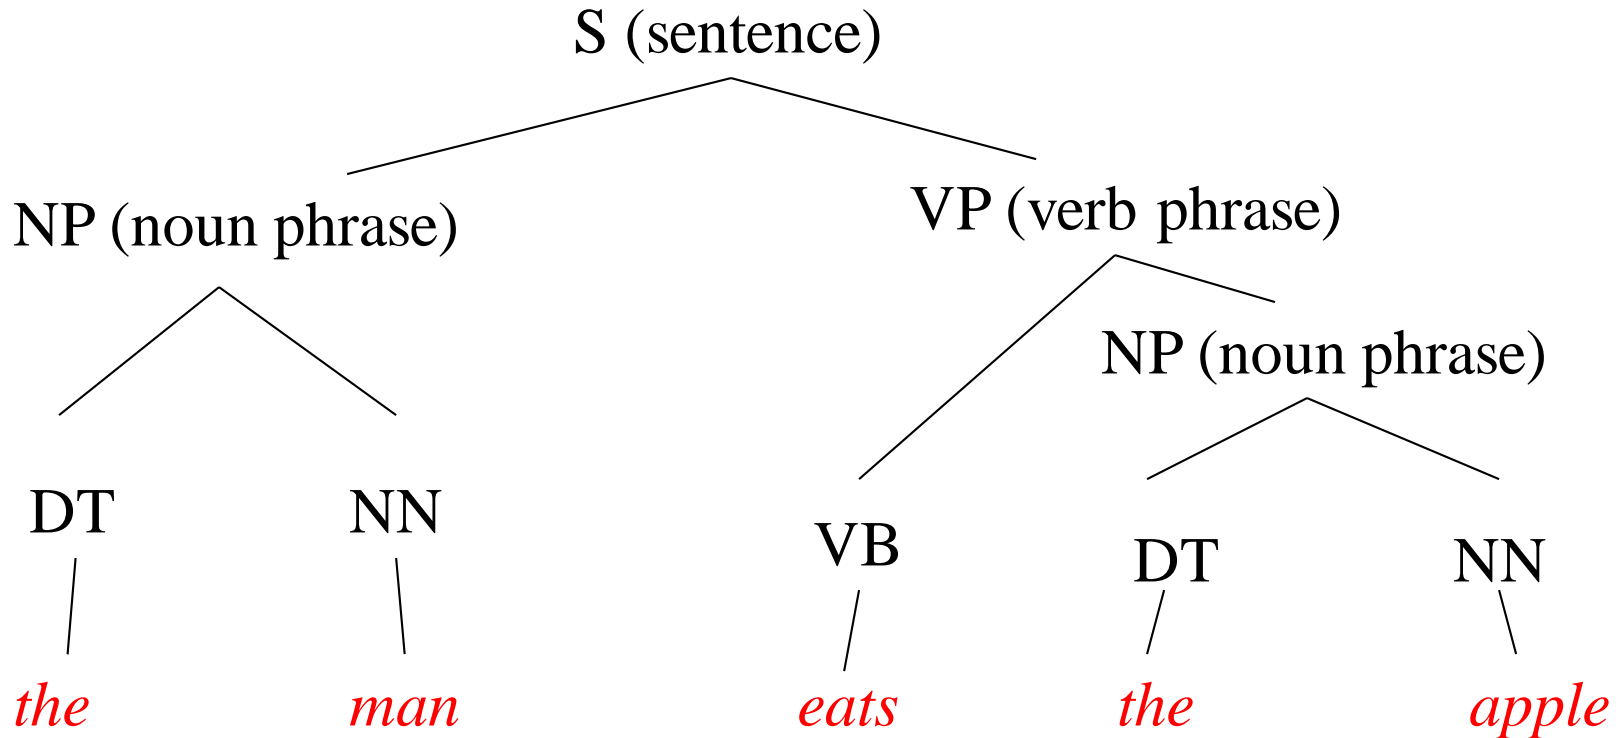 S (sentence)
NP (noun phrase)
VP (verb phrase)
NP (noun phrase)
DT NN VB DT NN
the man eats the apple